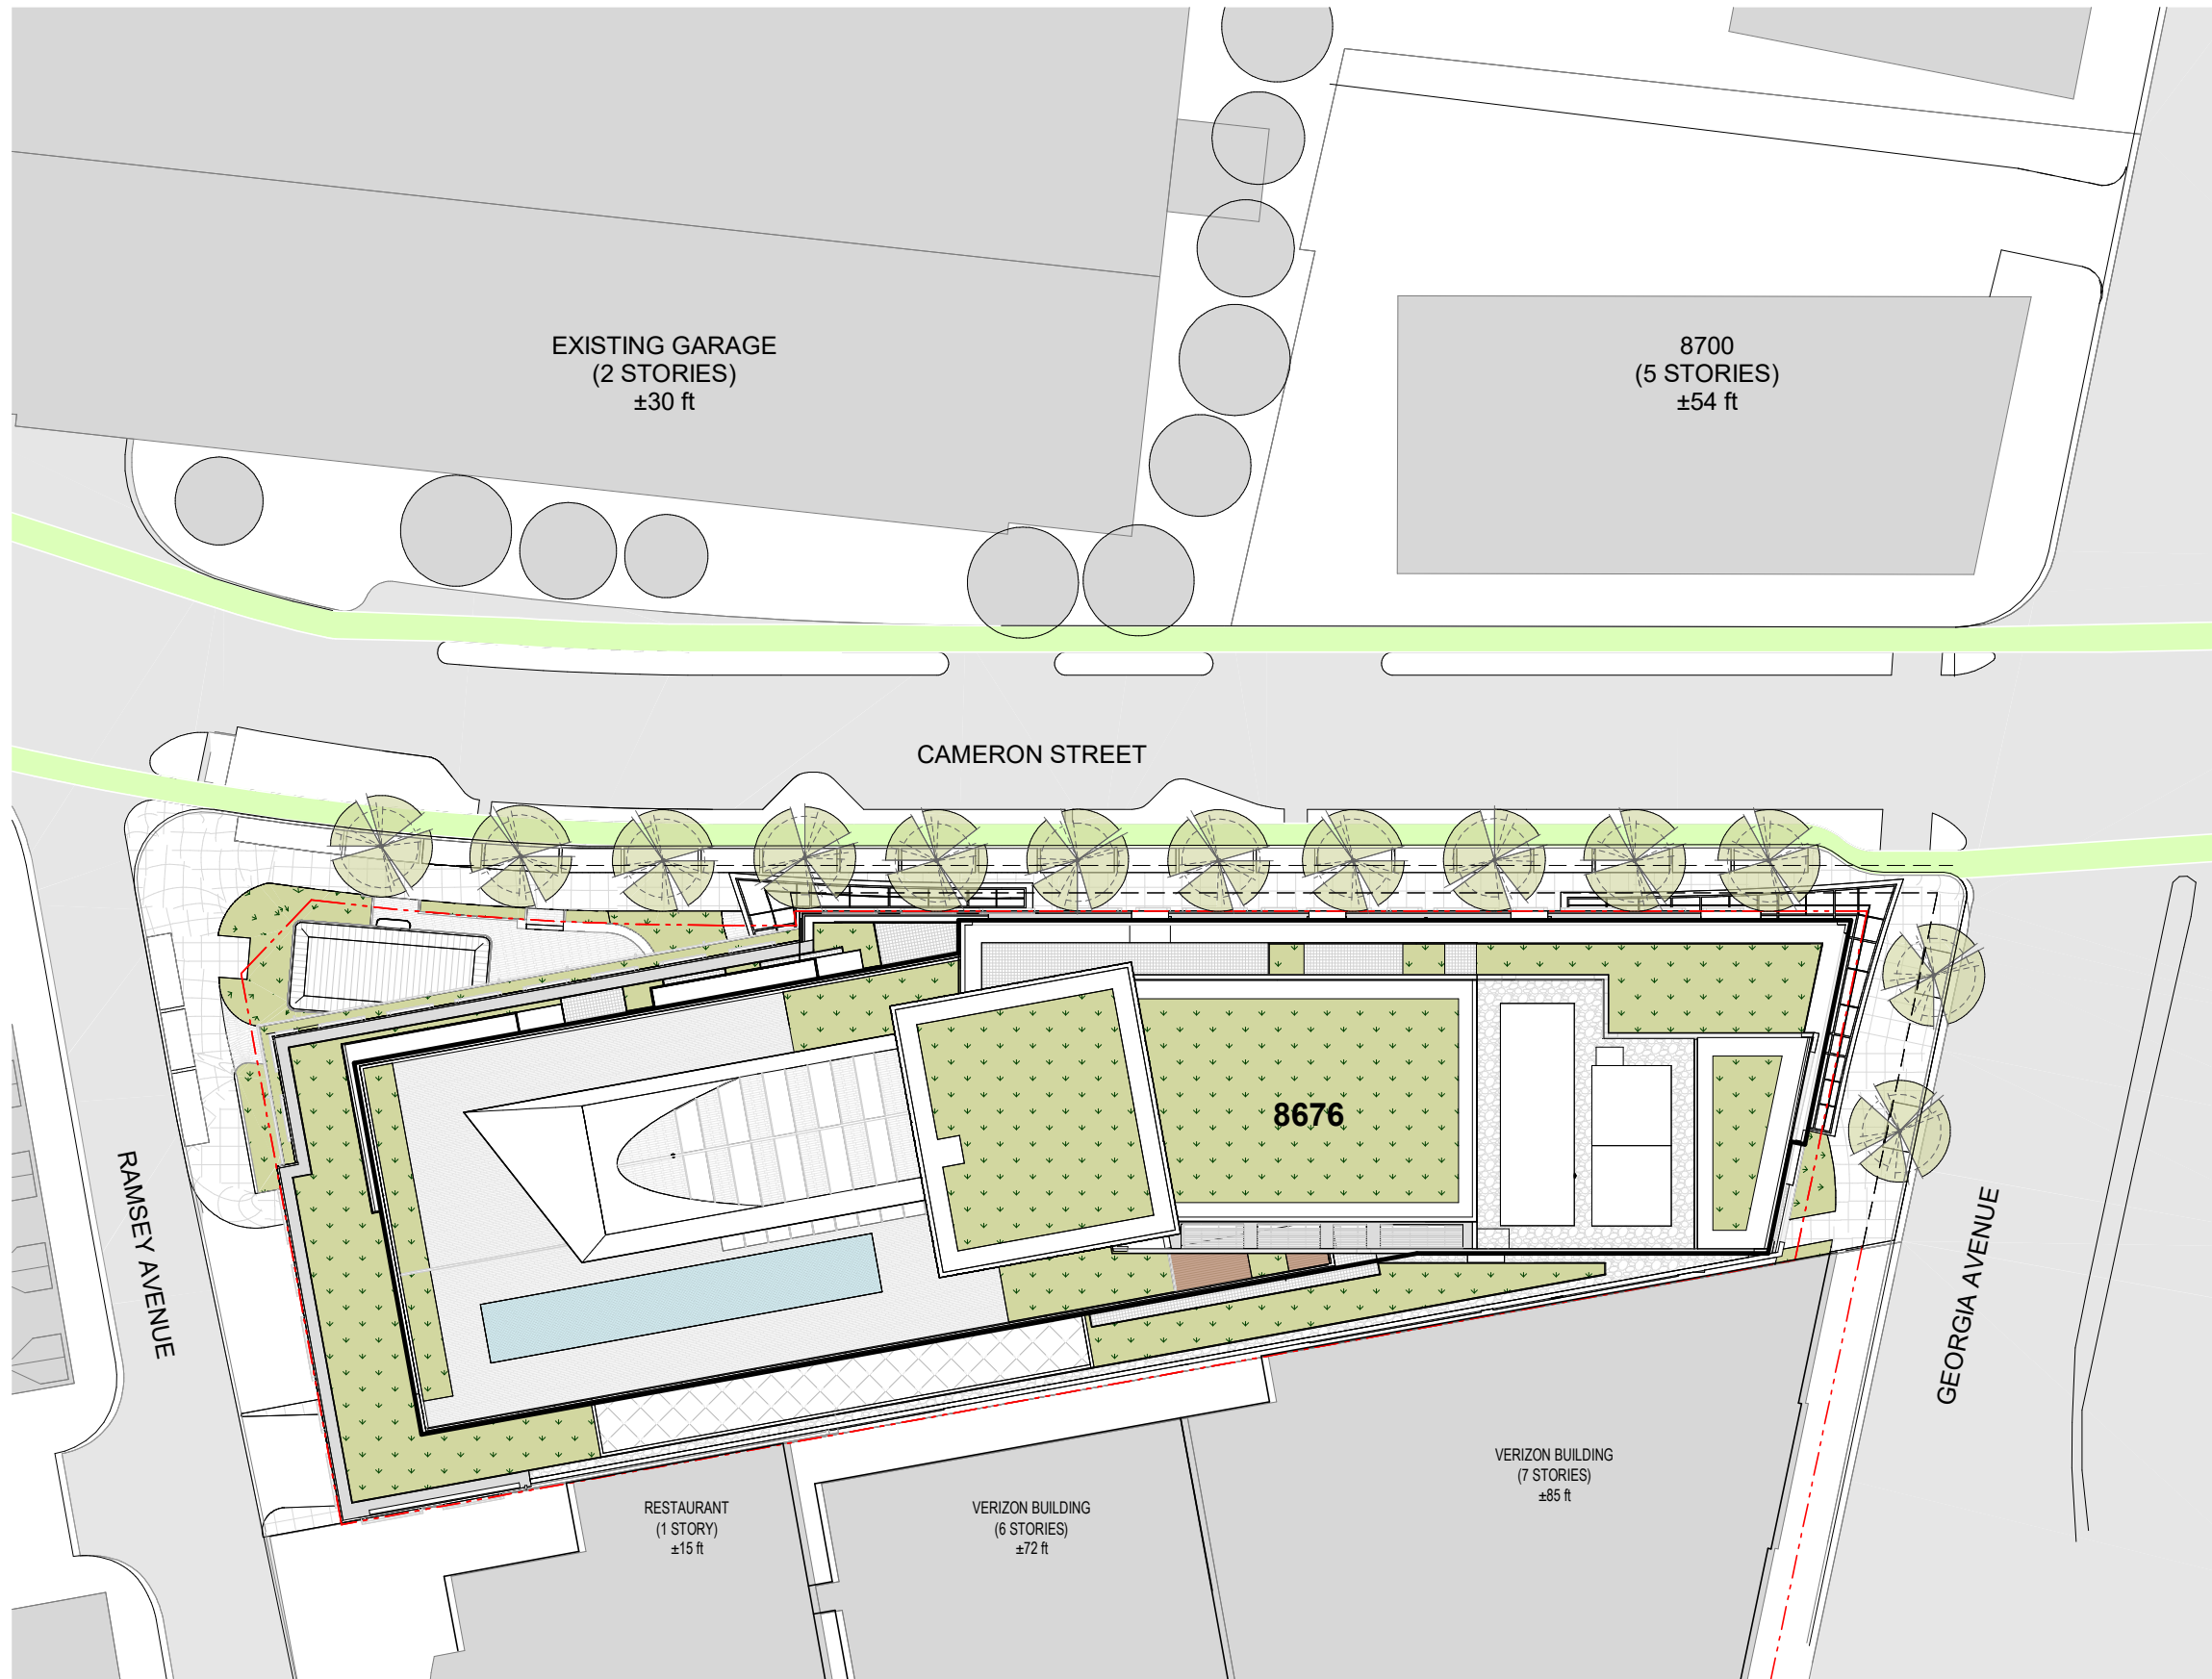 EXISTING GARAGE
(2 STORIES)
±30 ft
8700
(5 STORIES)
±54 ft
CAMERON STREET
8676
RAMSEY AVENUE
GEORGIA AVENUE
RESTAURANT
(1 STORY)
±15 ft
VERIZON BUILDING
(6 STORIES)
±72 ft
VERIZON BUILDING
(7 STORIES)
±85 ft